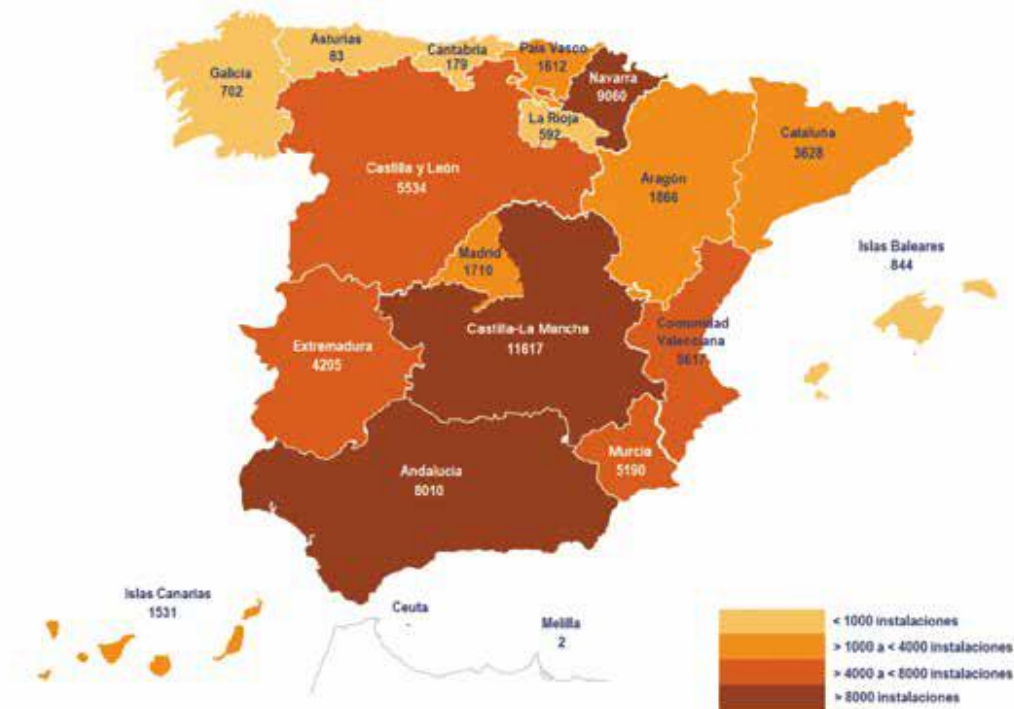 Asturias
83
Cantabria
179
País Vasco
1612
Navarra
9060
Galicia
702
La Rioja
592
Cataluña
3628
Castilla y León
5534
Aragón
1866
Islas Baleares
844
Madrid
1710
Castilla-La Mancha
11617
Comunidad
Valenciana
5617
Extremadura
4205
Murcia
5190
Andalucía
8010
Islas Canarias
1531
Ceuta
Melilla
2
< 1000 instalaciones
> 1000 a < 4000 instalaciones
> 4000 a < 8000 instalaciones
> 8000 instalaciones